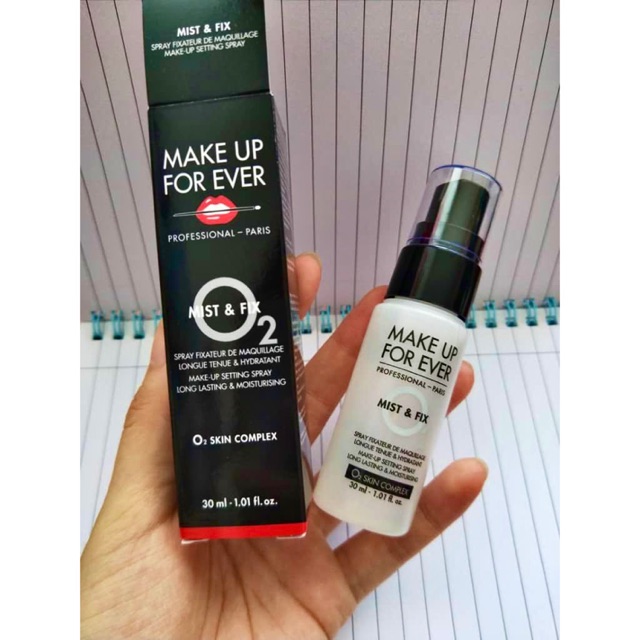 MIST & FIX
SPRAY FIXATEUR DE MAQUILLAGE
MAKE-UP SETTING SPRAY
MAKE UP
FOR EVER
PROFESSIONAL – PARIS
O2
MIST & FIX
SPRAY FIXATEUR DE MAQUILLAGE
LONGUE TENUE & HYDRATANT
MAKE-UP SETTING SPRAY
LONG LASTING & MOISTURISING
O2 SKIN COMPLEX
30 ml - 1.01 fl. oz.
MAKE UP
FOR EVER
PROFESSIONAL – PARIS
MIST & FIX
SPRAY FIXATEUR DE MAQUILLAGE
LONGUE TENUE & HYDRATANT
MAKE-UP SETTING SPRAY
LONG LASTING & MOISTURISING
O2 SKIN COMPLEX
30 ml - 1.01 fl. oz.